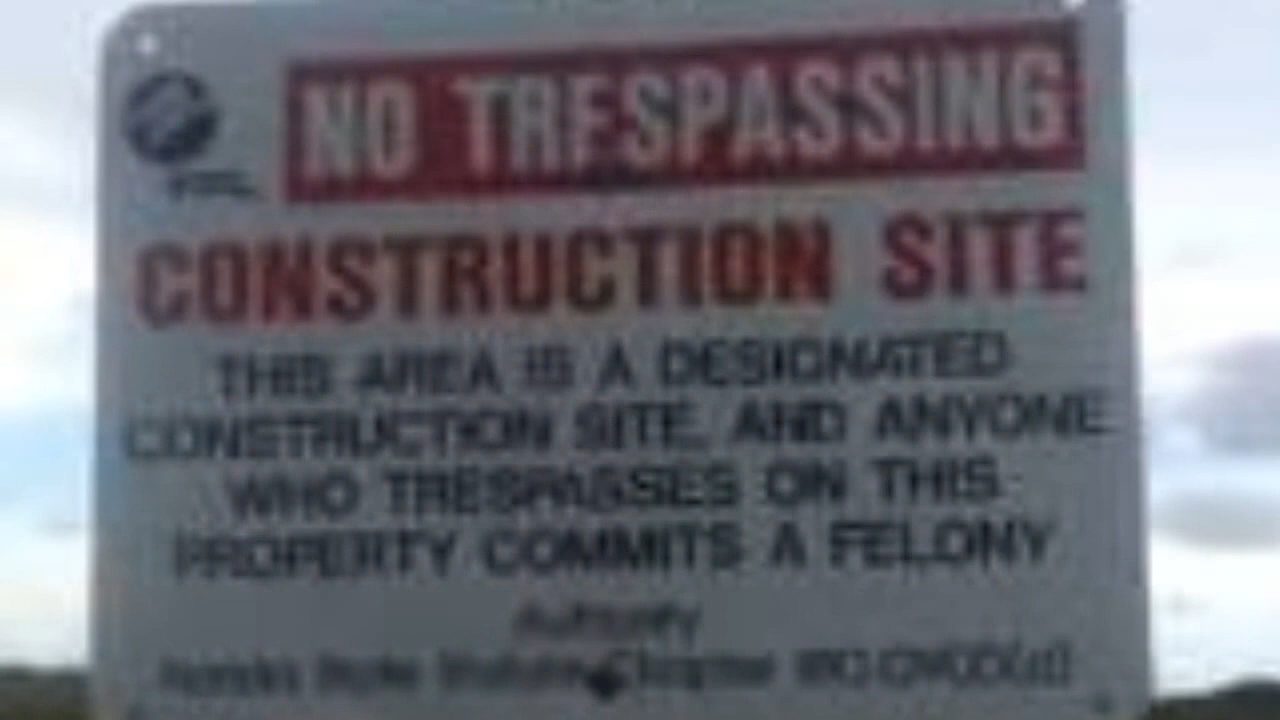 NO TRESPASSING
CONSTRUCTION SITE
THIS AREA IS A DESIGNATED
CONSTRUCTION SITE, AND ANYONE
WHO TRESPASSES ON THIS
PROPERTY COMMITS A FELONY